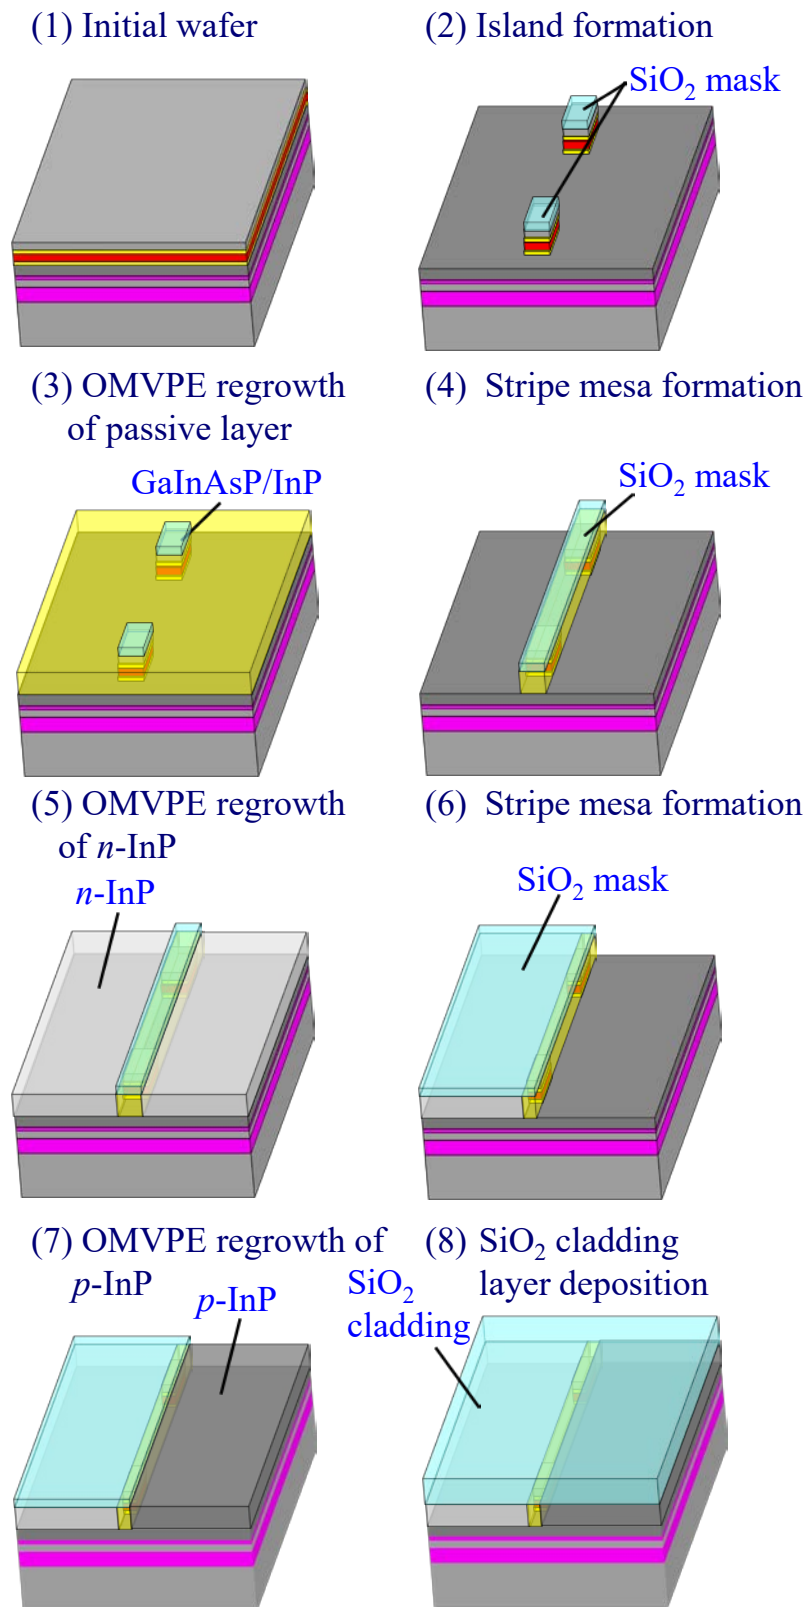 (1) Initial wafer
(2) Island formation
SiO₂ mask
(3) OMVPE regrowth
of passive layer
GaInAsP/InP
(4) Stripe mesa formation
SiO₂ mask
(5) OMVPE regrowth
of n-InP
n-InP
(6) Stripe mesa formation
SiO₂ mask
(7) OMVPE regrowth of
p-InP
p-InP
(8) SiO₂ cladding
layer deposition
SiO₂
cladding